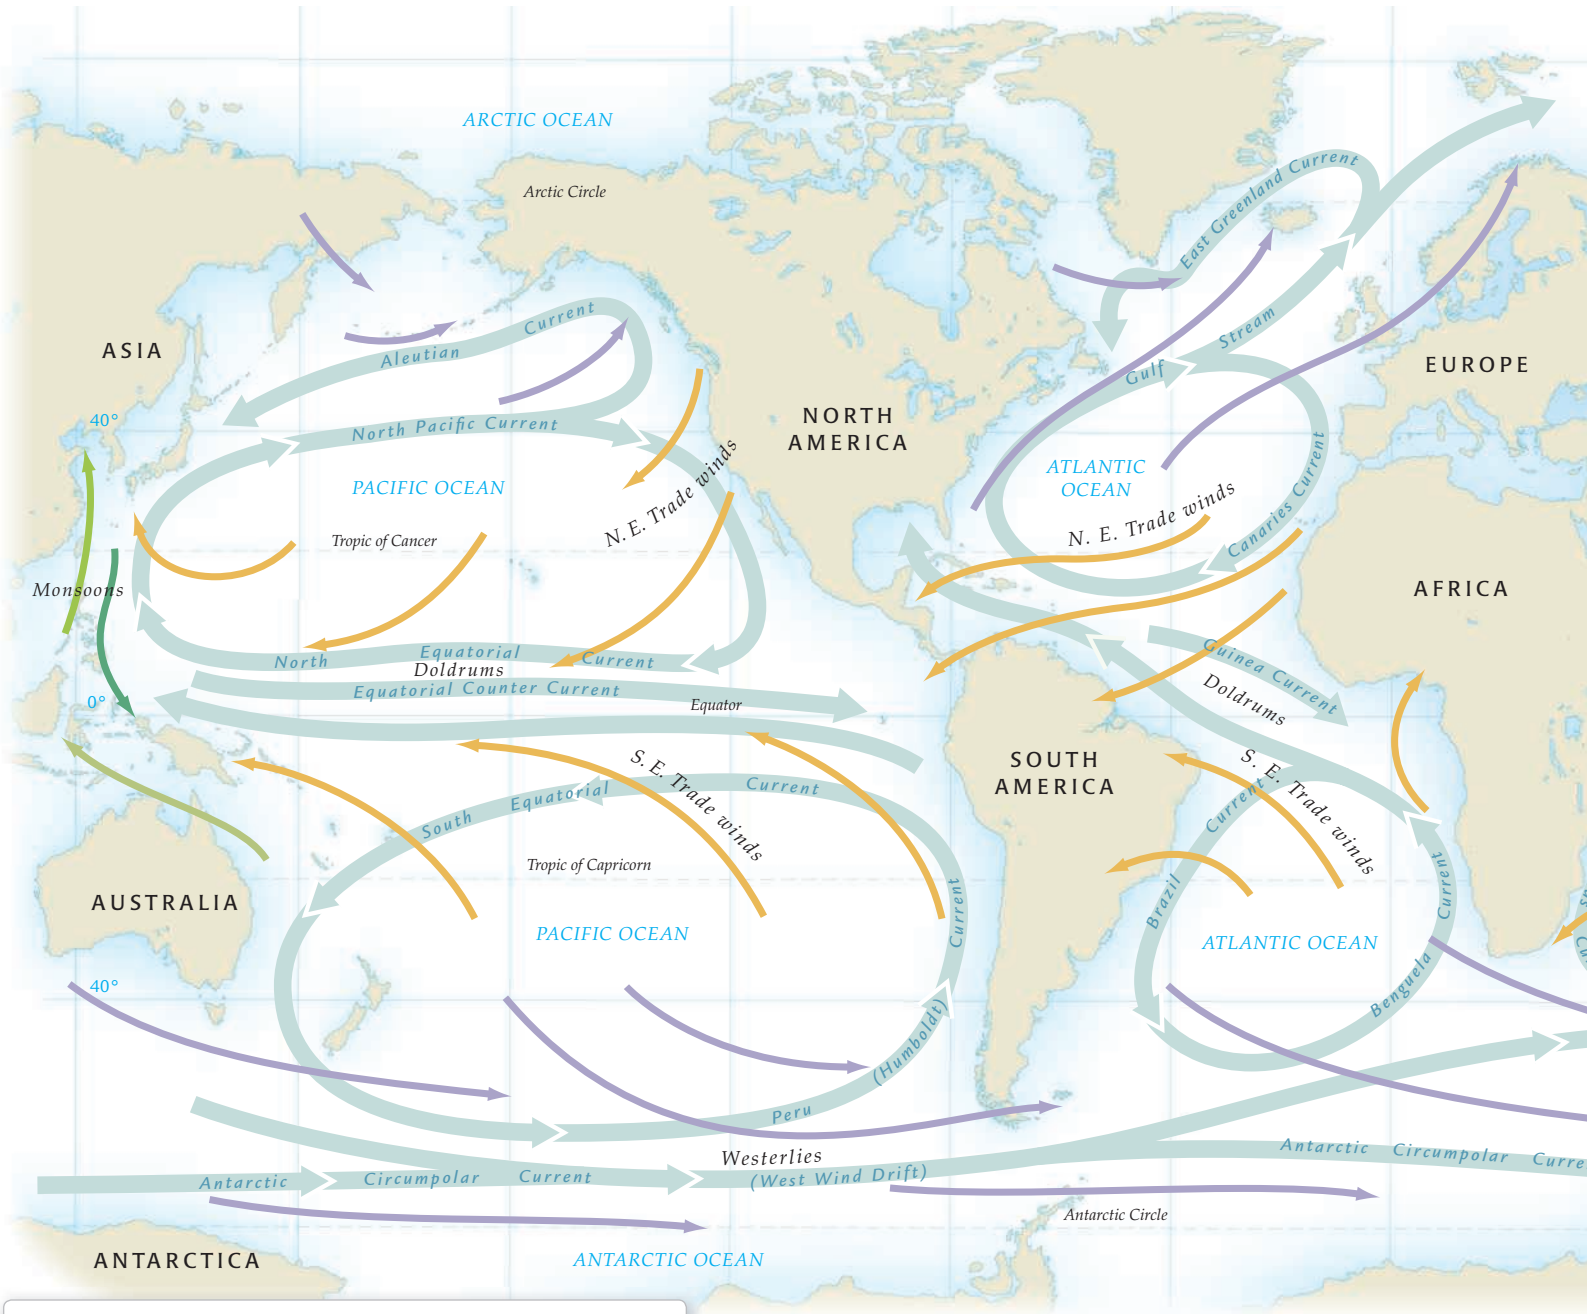 ARCTIC OCEAN
Arctic Circle
East Greenland Current
ASIA
Aleutian Current
Gulf Stream
EUROPE
40°
North Pacific Current
NORTH
AMERICA
PACIFIC OCEAN
N. E. Trade winds
ATLANTIC
OCEAN
N. E. Trade winds
Canaries Current
Tropic of Cancer
Monsoons
AFRICA
North Equatorial Current
Doldrums
Equatorial Counter Current
Guinea Current
0°
Equator
Doldrums
S. E. Trade winds
SOUTH
AMERICA
S. E. Trade winds
South Equatorial Current
Brazil Current
Tropic of Capricorn
AUSTRALIA
PACIFIC OCEAN
ATLANTIC OCEAN
40°
Peru (Humboldt) Current
Benguela Current
Westerlies
Antarctic Circumpolar Current (West Wind Drift)
Antarctic Circumpolar Curre
Antarctic Circle
ANTARCTICA
ANTARCTIC OCEAN